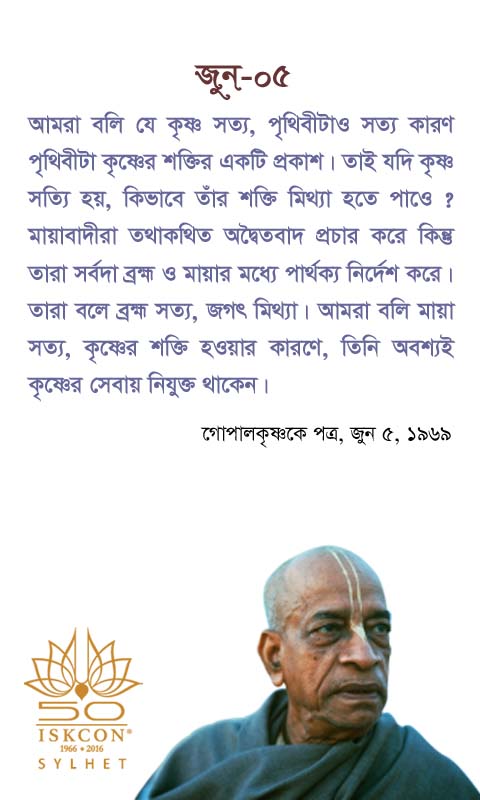 জুন-০৫
আমরা বলি যে কৃষ্ণ সত্য, পৃথিবীটাও সত্য কারণ
পৃথিবীটা কৃষ্ণের শক্তির একটি প্রকাশ। তাই যদি কৃষ্ণ
সত্যি হয়, কিভাবে তাঁর শক্তি মিথ্যা হতে পাওে ?
মায়াবাদীরা তথাকথিত অদ্বৈতবাদ প্রচার করে কিন্তু
তারা সর্বদা ব্রহ্ম ও মায়ার মধ্যে পার্থক্য নির্দেশ করে।
তারা বলে ব্রহ্ম সত্য, জগৎ মিথ্যা। আমরা বলি মায়া
সত্য, কৃষ্ণের শক্তি হওয়ার কারণে, তিনি অবশ্যই
কৃষ্ণের সেবায় নিযুক্ত থাকেন।
গোপালকৃষ্ণকে পত্র, জুন ৫, ১৯৬৯
50
ISKCON®
1966 • 2016
SYLHET